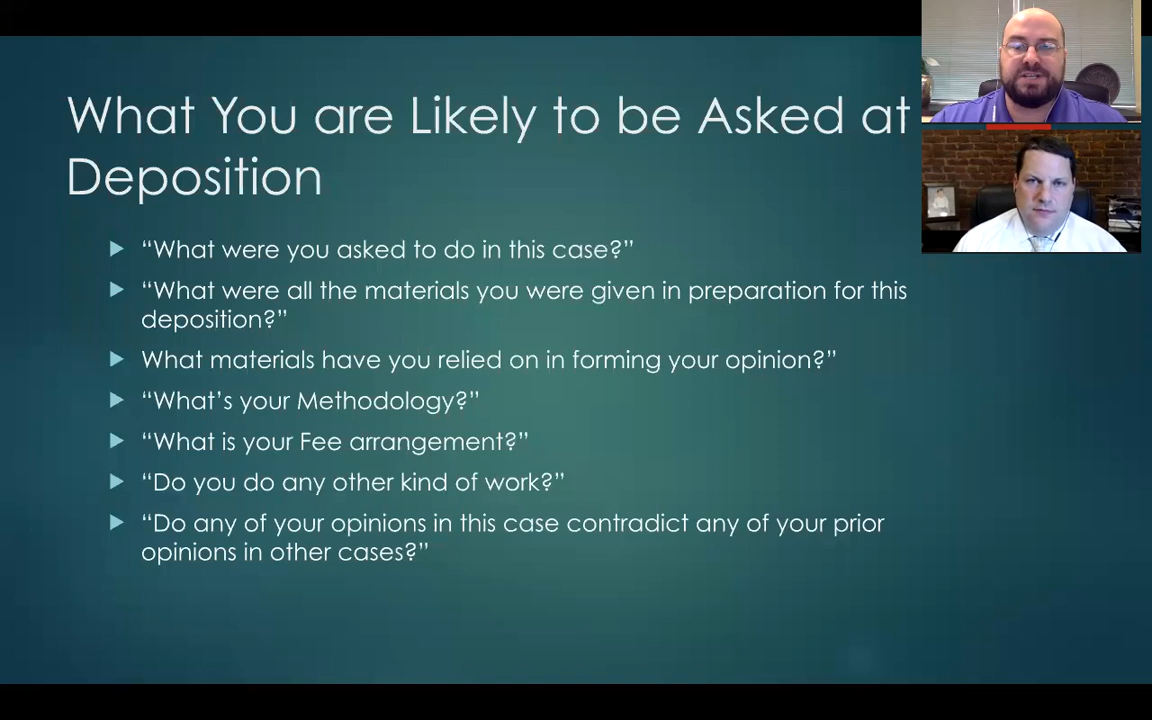 What You are Likely to be Asked at
Deposition
“What were you asked to do in this case?”
“What were all the materials you were given in preparation for this
deposition?”
What materials have you relied on in forming your opinion?”
“What’s your Methodology?”
“What is your Fee arrangement?”
“Do you do any other kind of work?”
“Do any of your opinions in this case contradict any of your prior
opinions in other cases?”